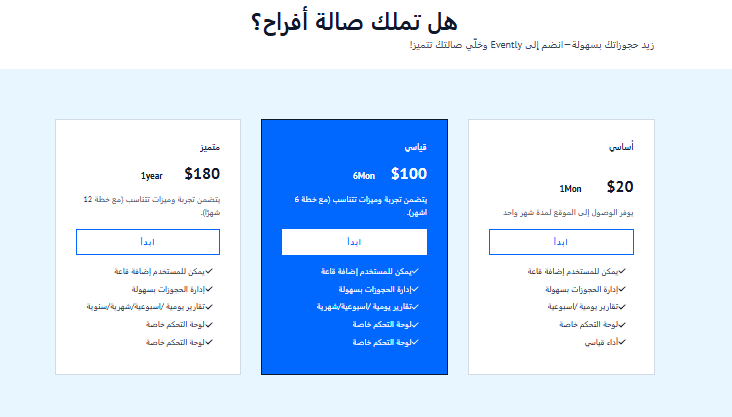 هل تملك صالة أفراح؟
زيد حجوزاتك بسهولة—انضم إلى Evently وخلّي صالتك تتميز!
أساسي
$20 1Mon
يوفر الوصول إلى الموقع لمدة شهر واحد
ابدأ
يمكن للمستخدم إضافة قاعة
إدارة الحجوزات بسهولة
تقارير يومية /اسبوعية
لوحة التحكم خاصة
أداء قياسي
قياسي
$100 6Mon
يتضمن تجربة وميزات تتناسب (مع خطة 6
اشهر).
ابدأ
يمكن للمستخدم إضافة قاعة
إدارة الحجوزات بسهولة
تقارير يومية /اسبوعية/شهرية
لوحة التحكم خاصة
لوحة التحكم خاصة
متميز
$180 1year
يتضمن تجربة وميزات تتناسب (مع خطة 12
شهرًا).
ابدأ
يمكن للمستخدم إضافة قاعة
إدارة الحجوزات بسهولة
تقارير يومية /اسبوعية/شهرية/سنوية
لوحة التحكم خاصة
لوحة التحكم خاصة